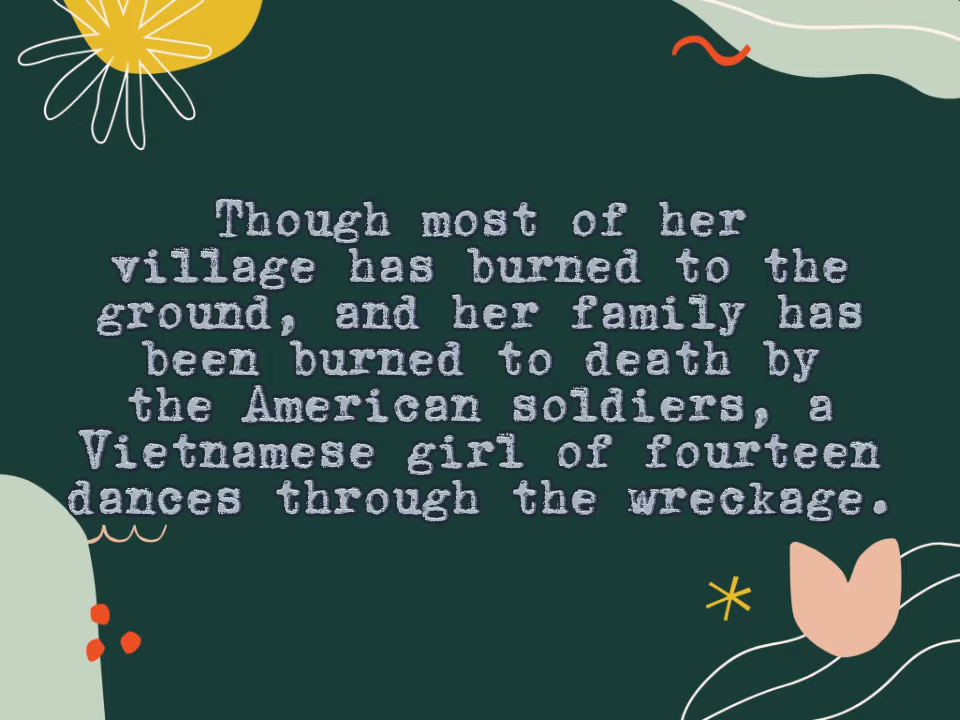 Though most of her
village has burned to the
ground, and her family has
been burned to death by
the American soldiers, a
Vietnamese girl of fourteen
dances through the wreckage.